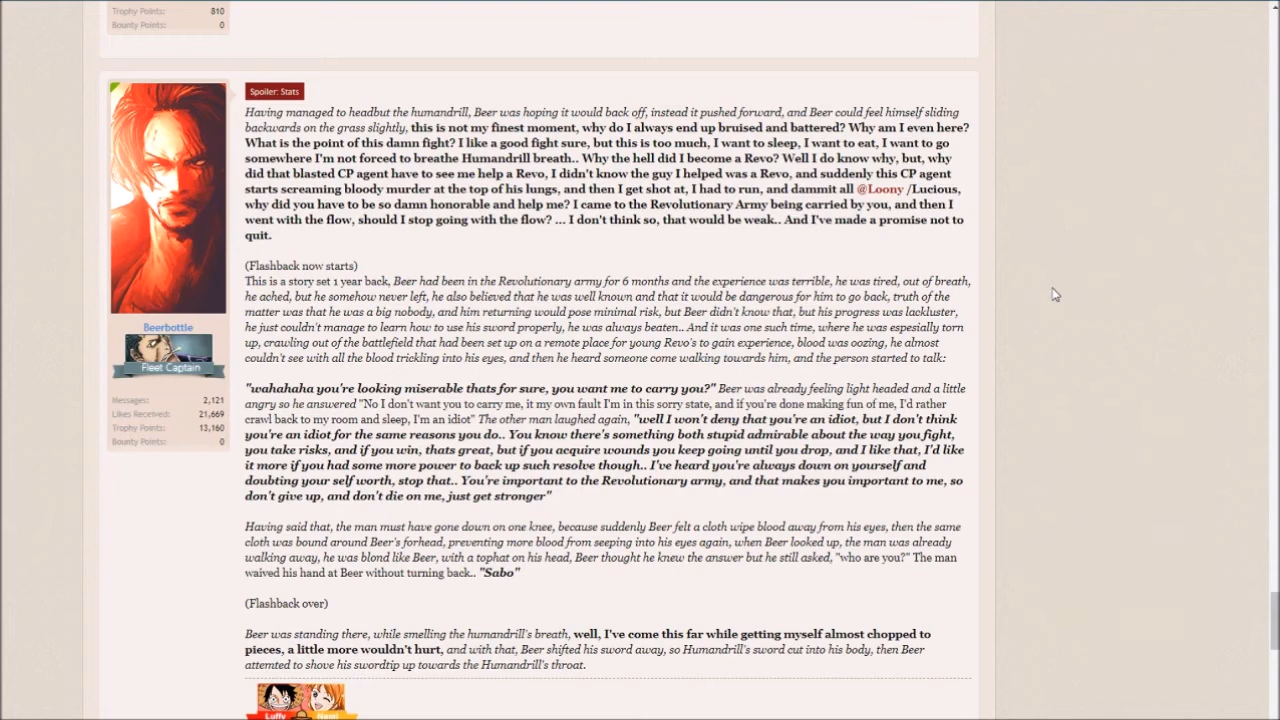 Trophy Points: 810
Bounty Points: 0
Spoiler: Stats
Having managed to headbut the humandrill, Beer was hoping it would back off, instead it pushed forward, and Beer could feel himself sliding
backwards on the grass slightly, this is not my finest moment, why do I always end up bruised and battered? Why am I even here?
What is the point of this damn fight? I like a good fight sure, but this is too much, I want to sleep, I want to eat, I want to go
somewhere I'm not forced to breathe Humandrill breath.. Why the hell did I become a Revo? Well I do know why, but, why
did that blasted CP agent have to see me help a Revo, I didn't know the guy I helped was a Revo, and suddenly this CP agent
starts screaming bloody murder at the top of his lungs, and then I get shot at, I had to run, and dammit all @Loony /Lucious,
why did you have to be so damn honorable and help me? I came to the Revolutionary Army being carried by you, and then I
went with the flow, should I stop going with the flow? ... I don't think so, that would be weak.. And I've made a promise not to
quit.
(Flashback now starts)
This is a story set 1 year back, Beer had been in the Revolutionary army for 6 months and the experience was terrible, he was tired, out of breath,
he ached, but he somehow never left, he also believed that he was well known and that it would be dangerous for him to go back, truth of the
matter was that he was a big nobody, and him returning would pose minimal risk, but Beer didn't know that, but his progress was lackluster,
he just couldn't manage to learn how to use his sword properly, he was always beaten.. And it was one such time, where he was espesially torn
up, crawling out of the battlefield that had been set up on a remote place for young Revo's to gain experience, blood was oozing, he almost
couldn't see with all the blood trickling into his eyes, and then he heard someone come walking towards him, and the person started to talk:
"wahahaha you're looking miserable thats for sure, you want me to carry you?" Beer was already feeling light headed and a little
angry so he answered "No I don't want you to carry me, it my own fault I'm in this sorry state, and if you're done making fun of me, I'd rather
crawl back to my room and sleep, I'm an idiot" The other man laughed again, "well I won't deny that you're an idiot, but I don't think
you're an idiot for the same reasons you do.. You know there's something both stupid admirable about the way you fight,
you take risks, and if you win, thats great, but if you acquire wounds you keep going until you drop, and I like that, I'd like
it more if you had some more power to back up such resolve though.. I've heard you're always down on yourself and
doubting your self worth, stop that.. You're important to the Revolutionary army, and that makes you important to me, so
don't give up, and don't die on me, just get stronger"
Having said that, the man must have gone down on one knee, because suddenly Beer felt a cloth wipe blood away from his eyes, then the same
cloth was bound around Beer's forhead, preventing more blood from seeping into his eyes again, when Beer looked up, the man was already
walking away, he was blond like Beer, with a tophat on his head, Beer thought he knew the answer but he still asked, "who are you?" The man
waived his hand at Beer without turning back.. "Sabo"
(Flashback over)
Beer was standing there, while smelling the humandril's breath, well, I've come this far while getting myself almost chopped to
pieces, a little more wouldn't hurt, and with that, Beer shifted his sword away, so Humandrill's sword cut into his body, then Beer
attemted to shove his swordtip up towards the Humandrill's throat.
Beerbottle
Fleet Captain
Messages: 2,121
Likes Received: 21,669
Trophy Points: 13,160
Bounty Points: 0
Luffy Nami